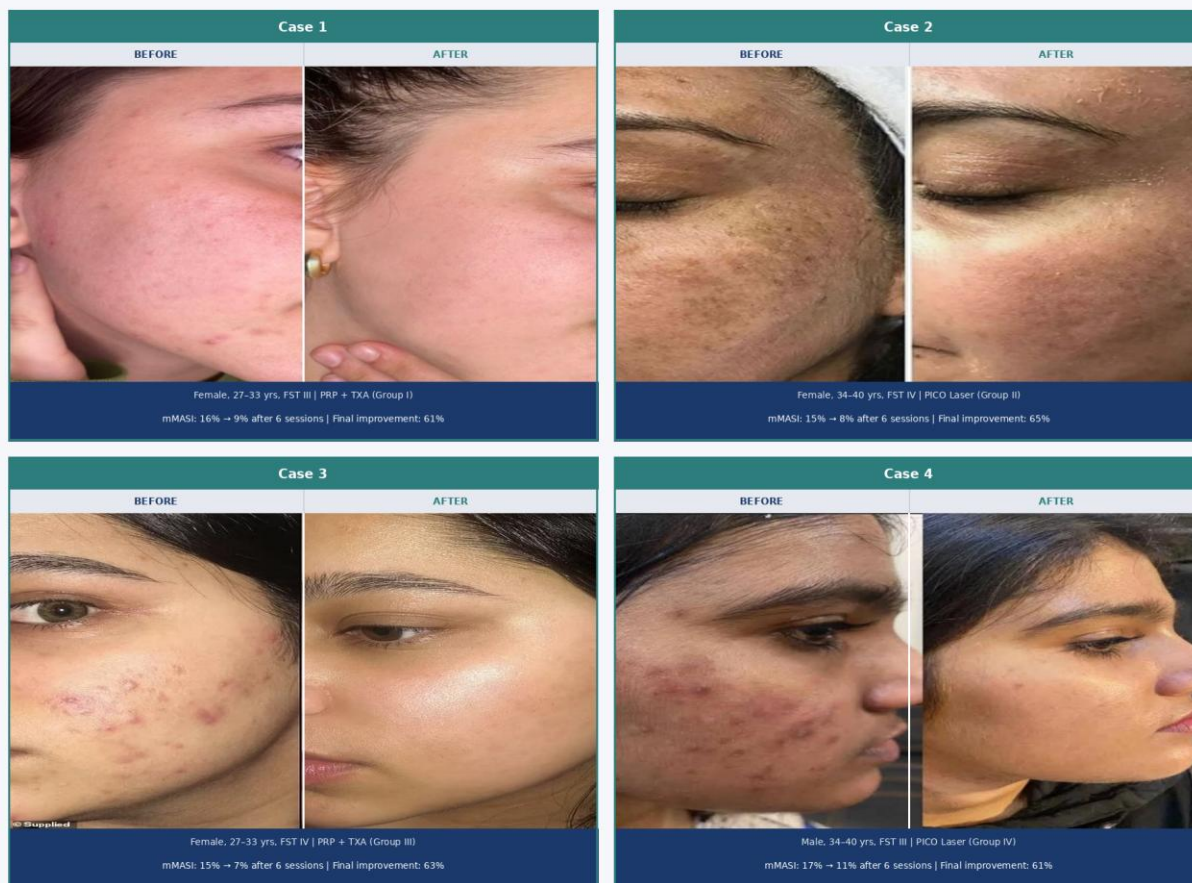 Case 1
BEFORE
AFTER
Female, 27–33 yrs, FST III | PRP + TXA (Group I)
mMASI: 16% → 9% after 6 sessions | Final improvement: 61%
Case 2
BEFORE
AFTER
Female, 34–40 yrs, FST IV | PICO Laser (Group II)
mMASI: 15% → 8% after 6 sessions | Final improvement: 65%
Case 3
BEFORE
AFTER
© Supplied
Female, 27–33 yrs, FST IV | PRP + TXA (Group III)
mMASI: 15% → 7% after 6 sessions | Final improvement: 63%
Case 4
BEFORE
AFTER
Male, 34–40 yrs, FST III | PICO Laser (Group IV)
mMASI: 17% → 11% after 6 sessions | Final improvement: 61%